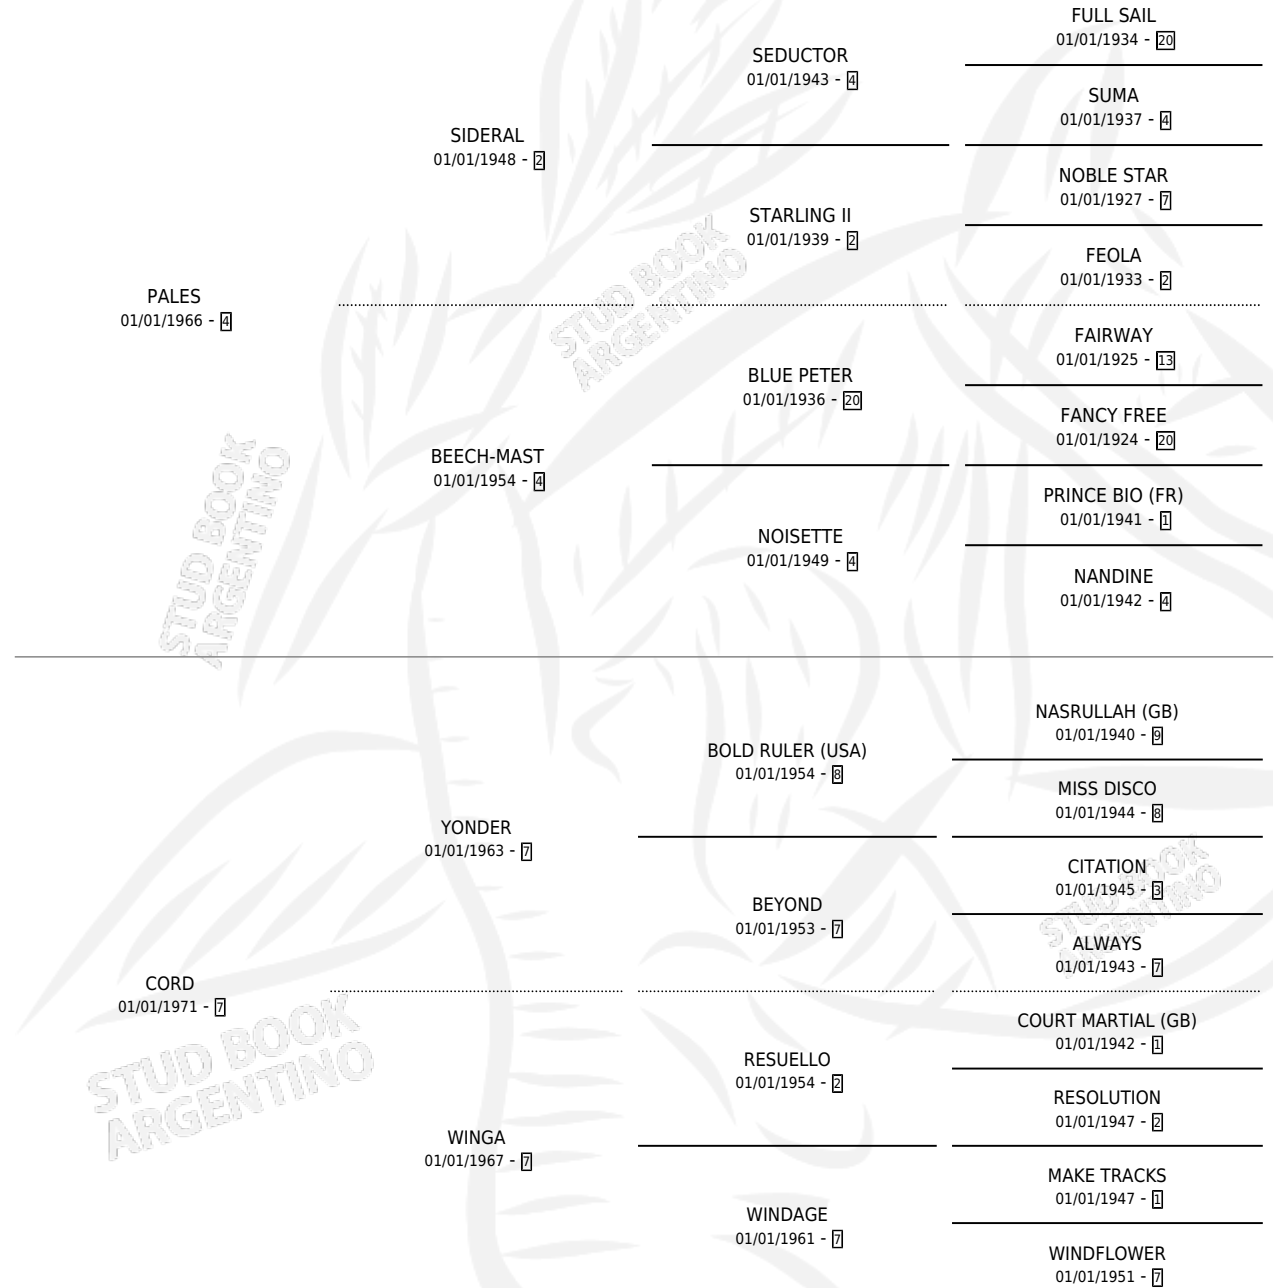 FULL SAIL
01/01/1934 - 20
SEDUCTOR
01/01/1943 - 4
SUMA
01/01/1937 - 4
SIDERAL
01/01/1948 - 2
NOBLE STAR
01/01/1927 - 7
STARLING II
01/01/1939 - 2
FEOLA
01/01/1933 - 2
PALES
01/01/1966 - 4
FAIRWAY
01/01/1925 - 13
BLUE PETER
01/01/1936 - 20
FANCY FREE
01/01/1924 - 20
BEECH-MAST
01/01/1954 - 4
PRINCE BIO (FR)
01/01/1941 - 1
NOISETTE
01/01/1949 - 4
NANDINE
01/01/1942 - 4
NASRULLAH (GB)
01/01/1940 - 9
BOLD RULER (USA)
01/01/1954 - 8
MISS DISCO
01/01/1944 - 8
YONDER
01/01/1963 - 7
CITATION
01/01/1945 - 3
BEYOND
01/01/1953 - 7
ALWAYS
01/01/1943 - 7
CORD
01/01/1971 - 7
COURT MARTIAL (GB)
01/01/1942 - 1
RESUELLO
01/01/1954 - 2
RESOLUTION
01/01/1947 - 2
WINGA
01/01/1967 - 7
MAKE TRACKS
01/01/1947 - 1
WINDAGE
01/01/1961 - 7
WINDFLOWER
01/01/1951 - 7
STUD BOOK
ARGENTINO
STUD BOOK
ARGENTINO
STUD BOOK
ARGENTINO
STUD BOOK
ARGENTINO